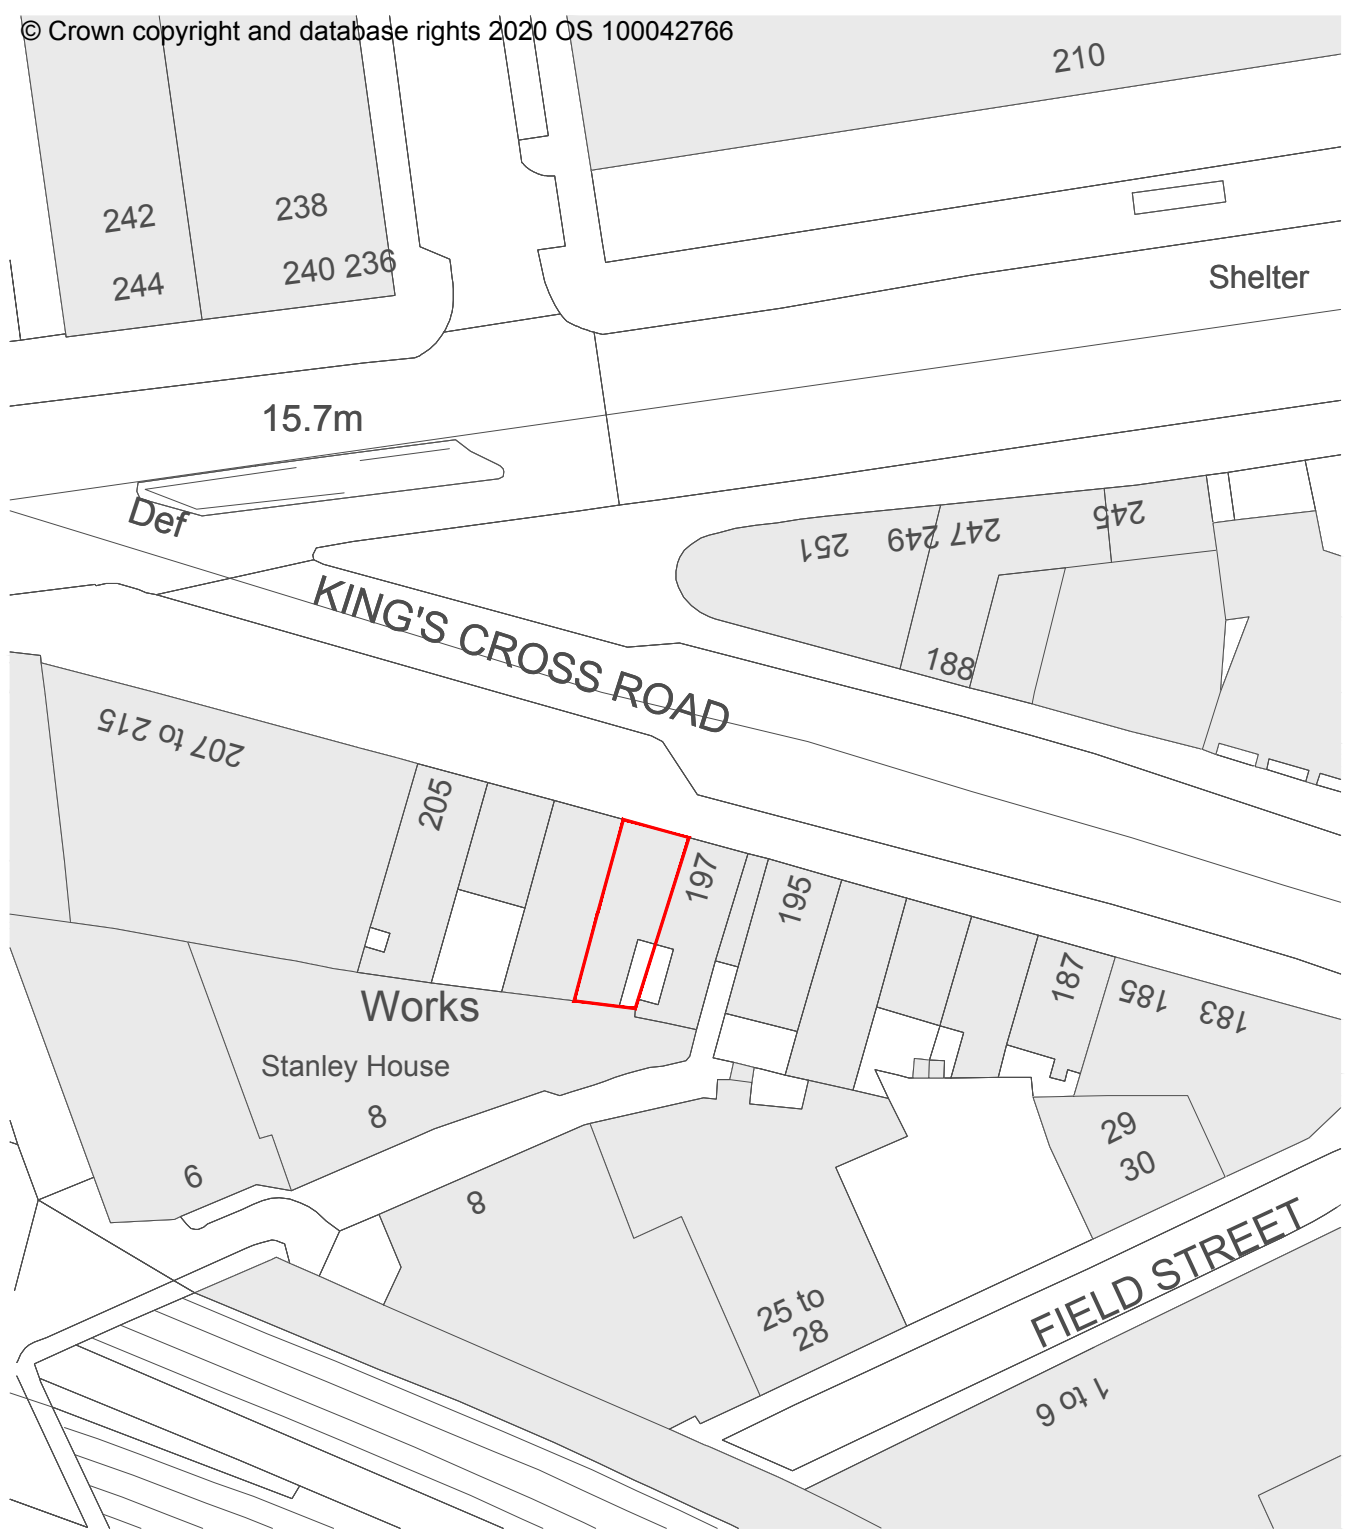 © Crown copyright and database rights 2020 OS 100042766
210
242
238
244
240 236
Shelter
15.7m
Def
251
249
247
245
KING'S CROSS ROAD
188
207 to 215
205
197
195
187
185
183
Works
Stanley House
8
6
8
29
30
FIELD STREET
25 to
28
1 to 6